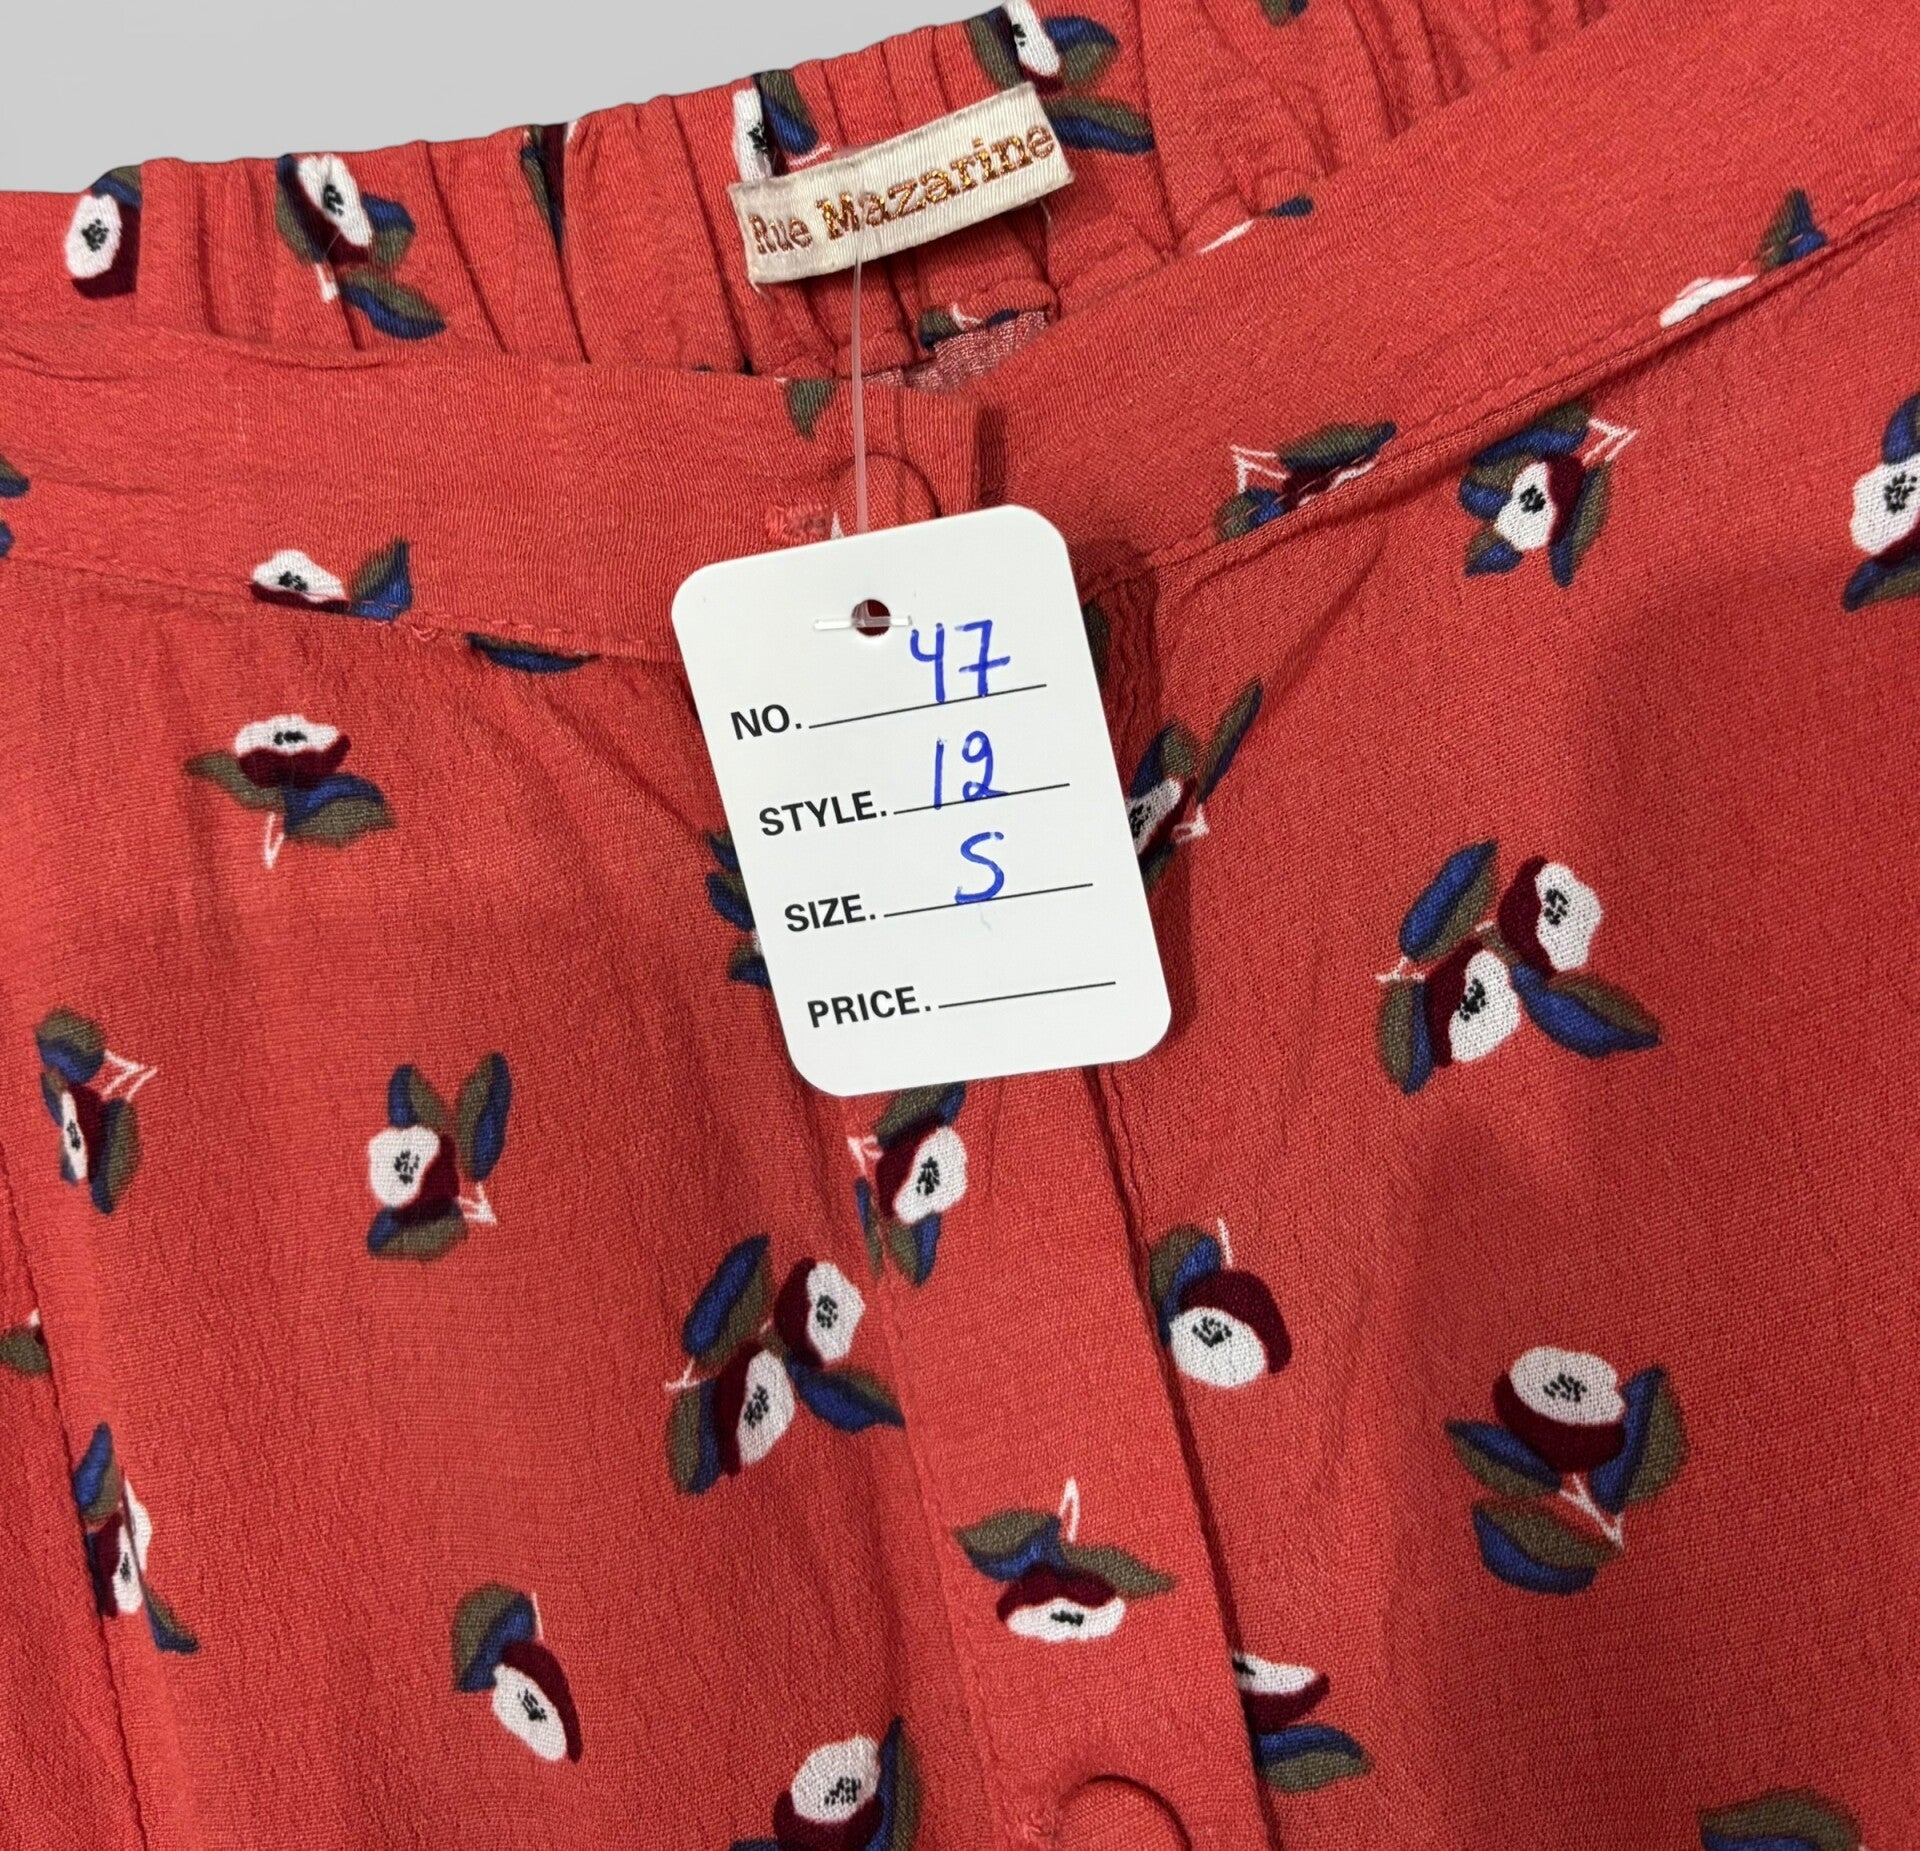 Rue Mazarine
NO. 47
STYLE. 12
SIZE. S
PRICE.